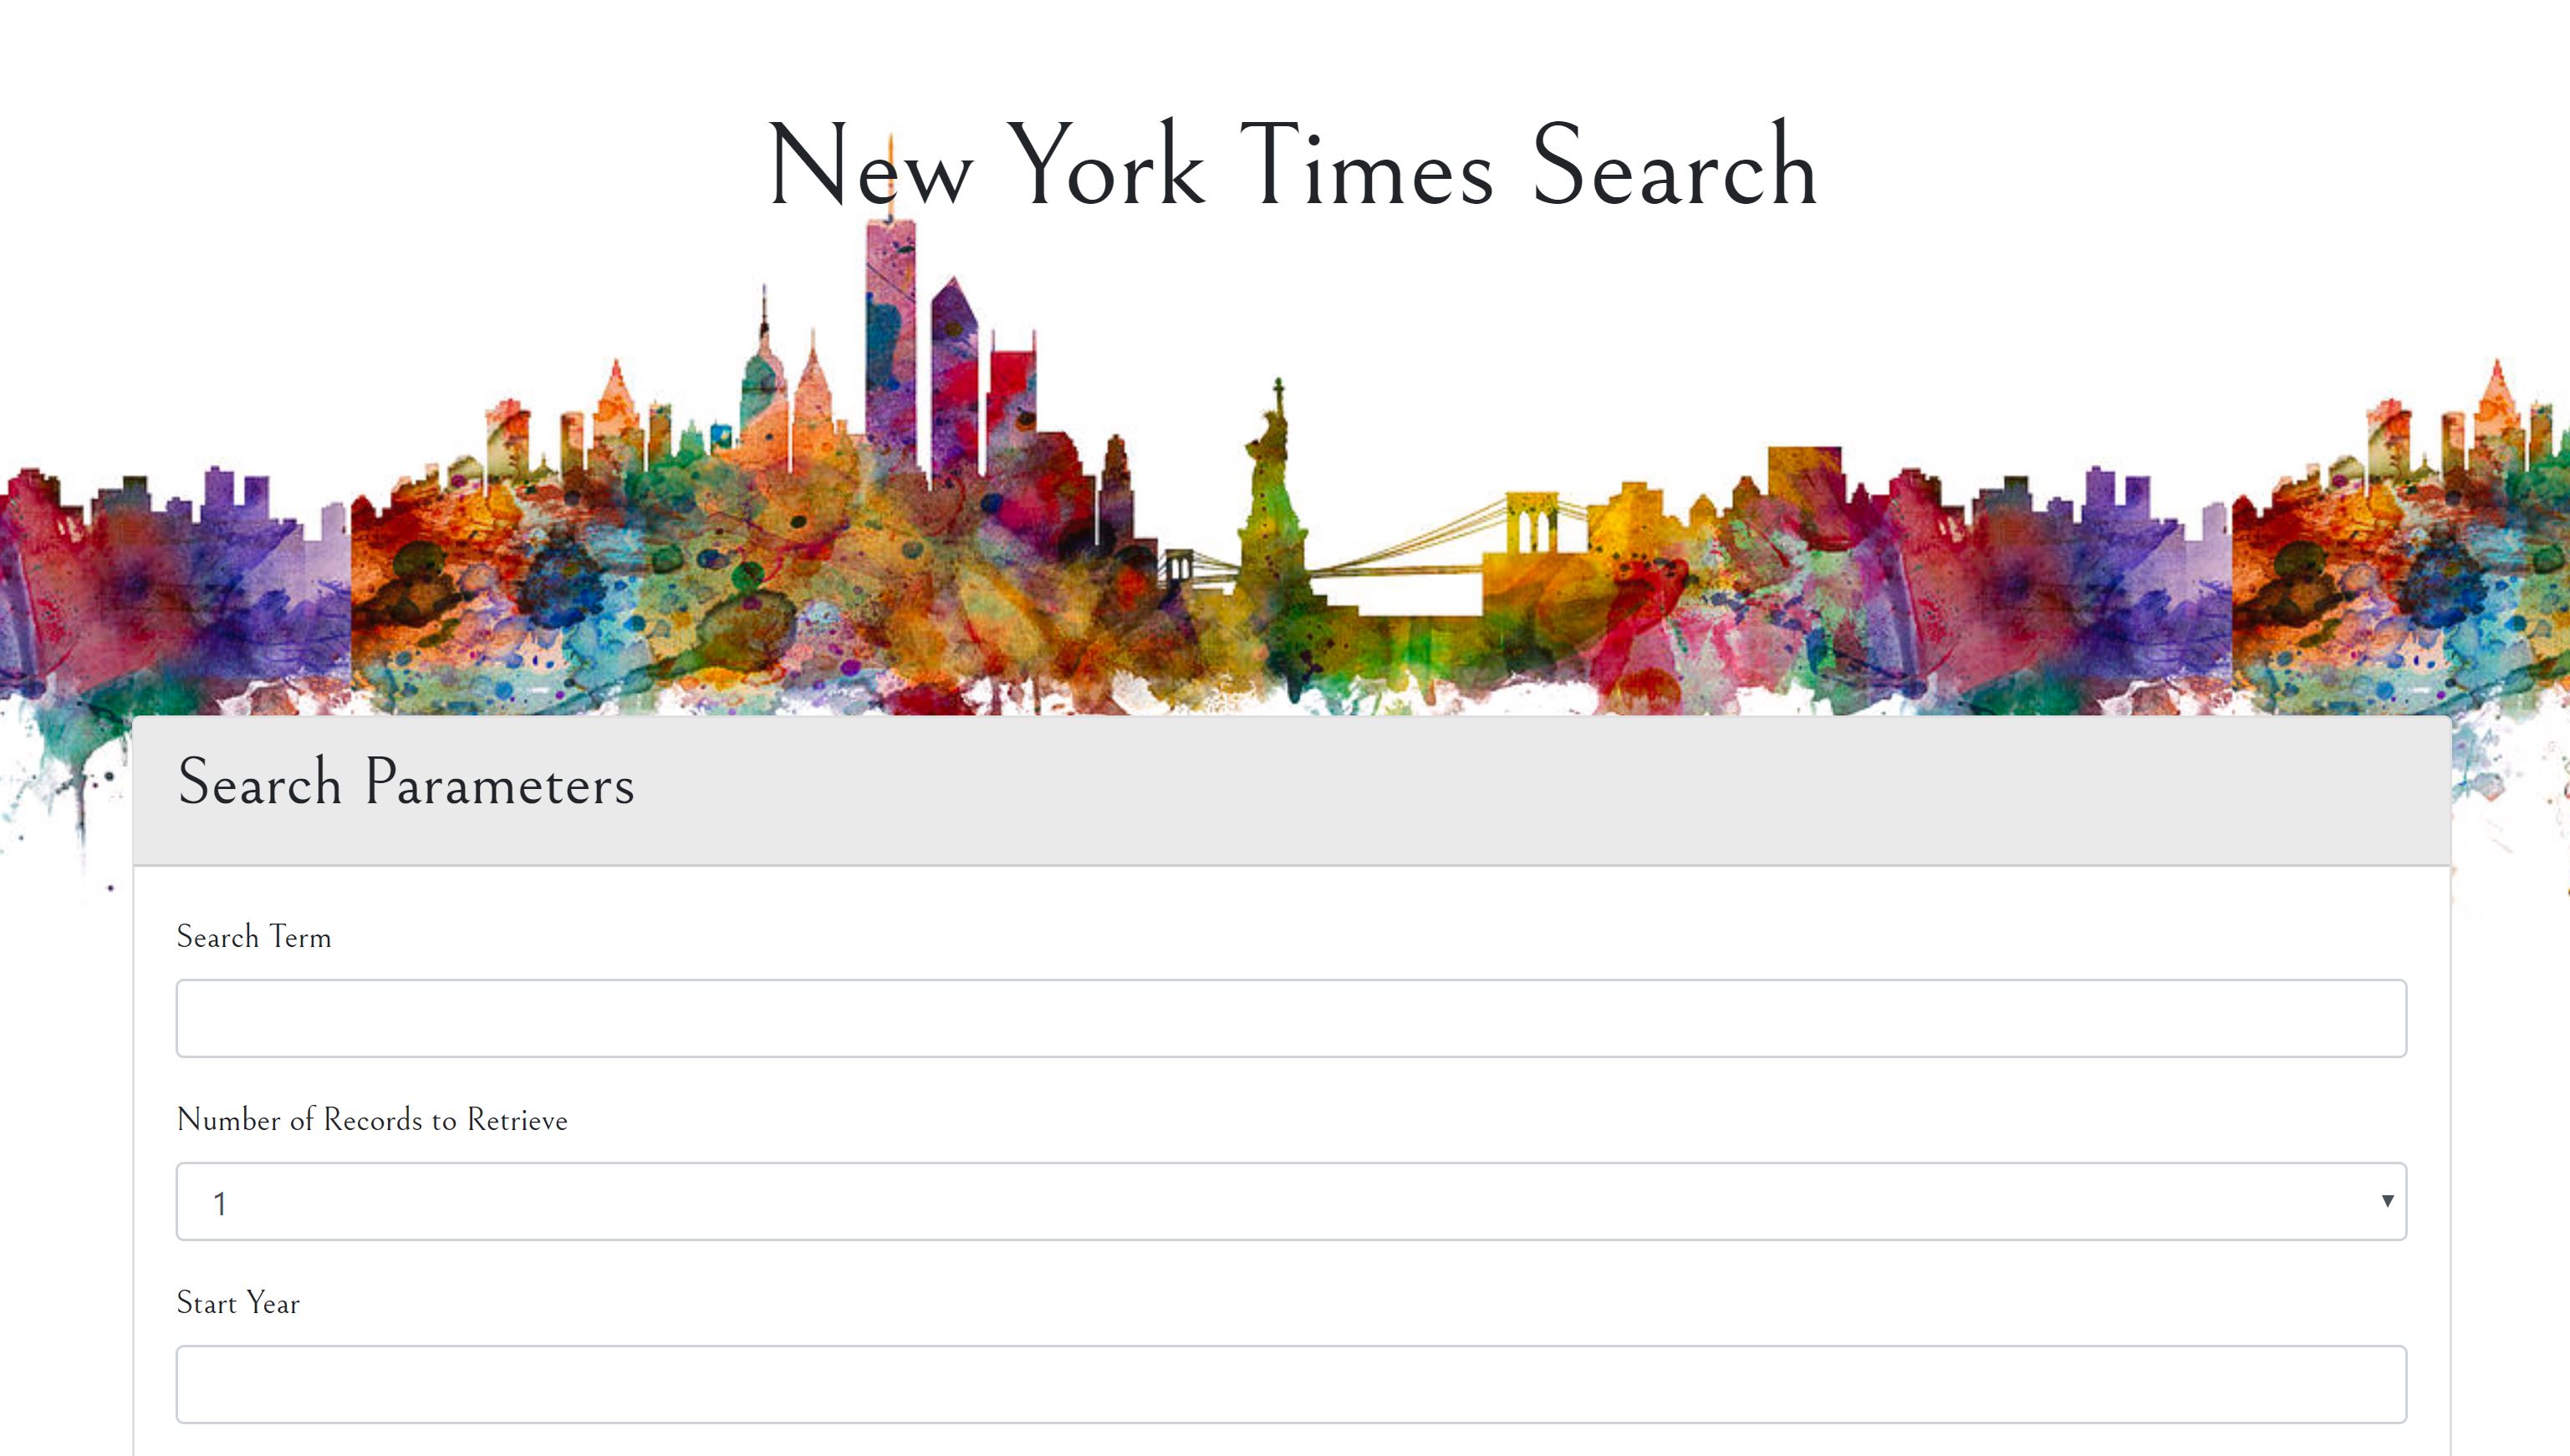 New York Times Search
Search Parameters
Search Term
Number of Records to Retrieve
1
Start Year